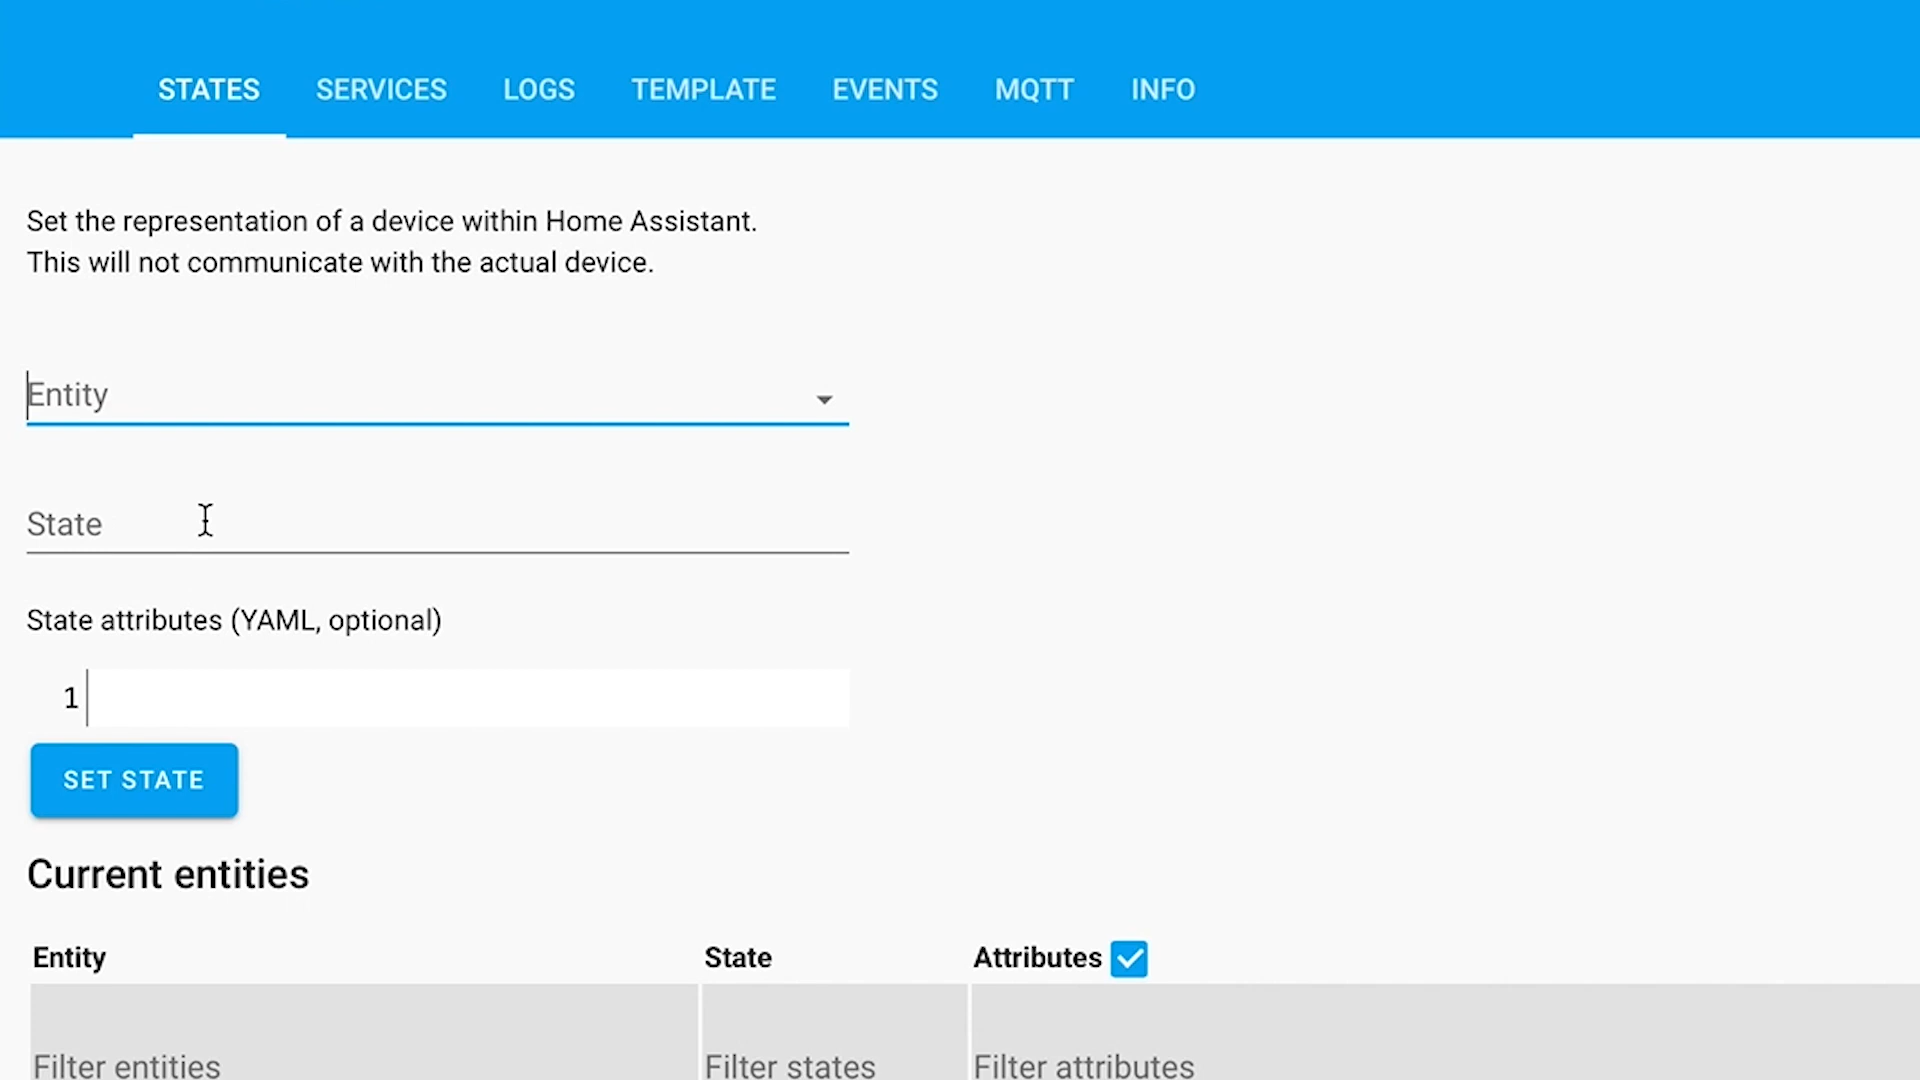 STATES SERVICES LOGS TEMPLATE EVENTS MQTT INFO
Set the representation of a device within Home Assistant.
This will not communicate with the actual device.
Entity
State
State attributes (YAML, optional)
1
SET STATE
Current entities
Entity State Attributes
Filter entities Filter states Filter attributes